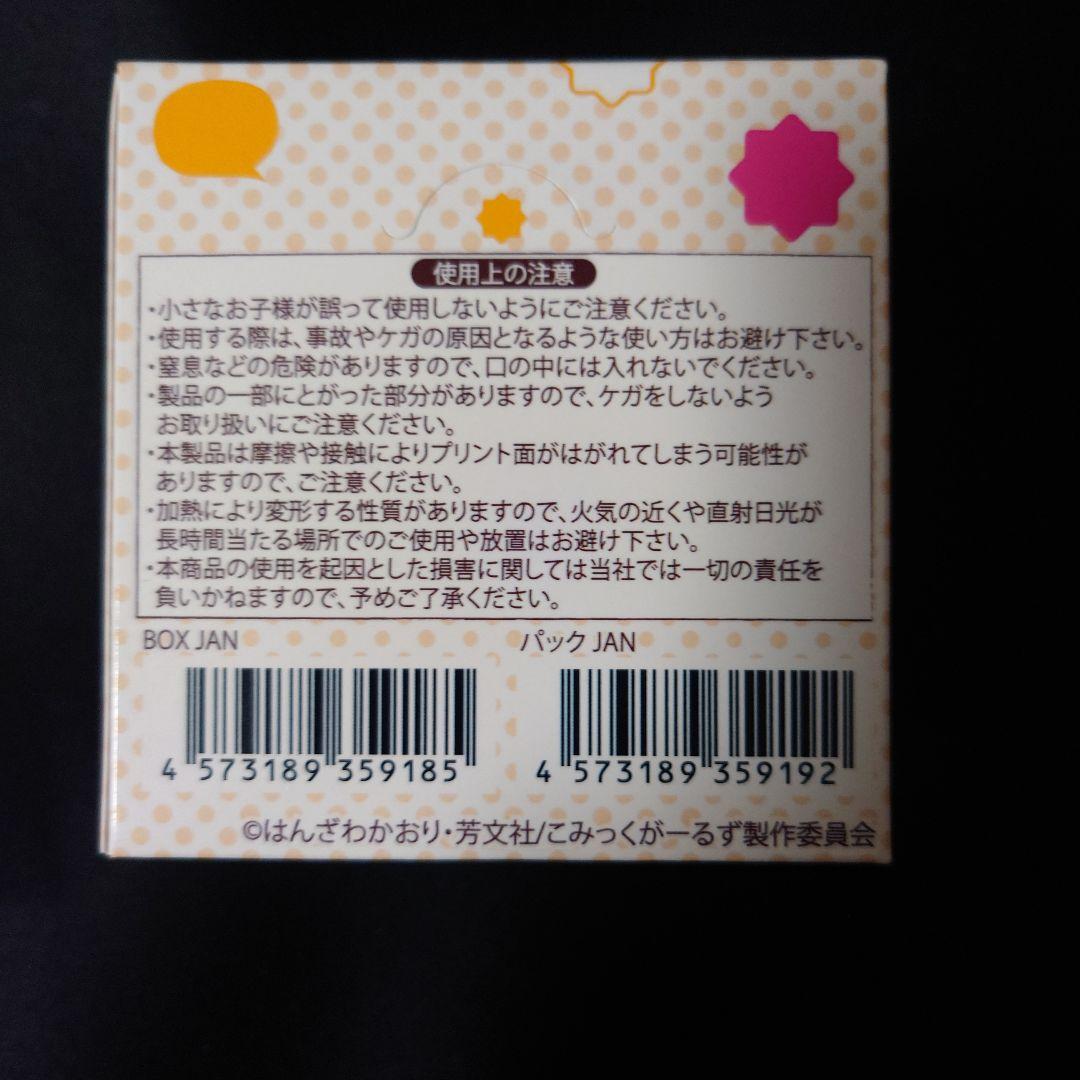 使用上の注意
・小さなお子様が誤って使用しないようにご注意ください。
・使用する際は、事故やケガの原因となるような使い方はお避け下さい。
・窒息などの危険がありますので、口の中には入れないでください。
・製品の一部にとがった部分がありますので、ケガをしないよう
お取り扱いにご注意ください。
・本製品は摩擦や接触によりプリント面がはがれてしまう可能性が
ありますので、ご注意ください。
・加熱により変形する性質がありますので、火気の近くや直射日光が
長時間当たる場所でのご使用や放置はお避け下さい。
・本商品の使用を起因とした損害に関しては当社では一切の責任を
負いかねますので、予めご了承ください。
BOX JAN
パック JAN
4 573189 359185
4 573189 359192
©はんざわかおり・芳文社/こみっくがーるず製作委員会